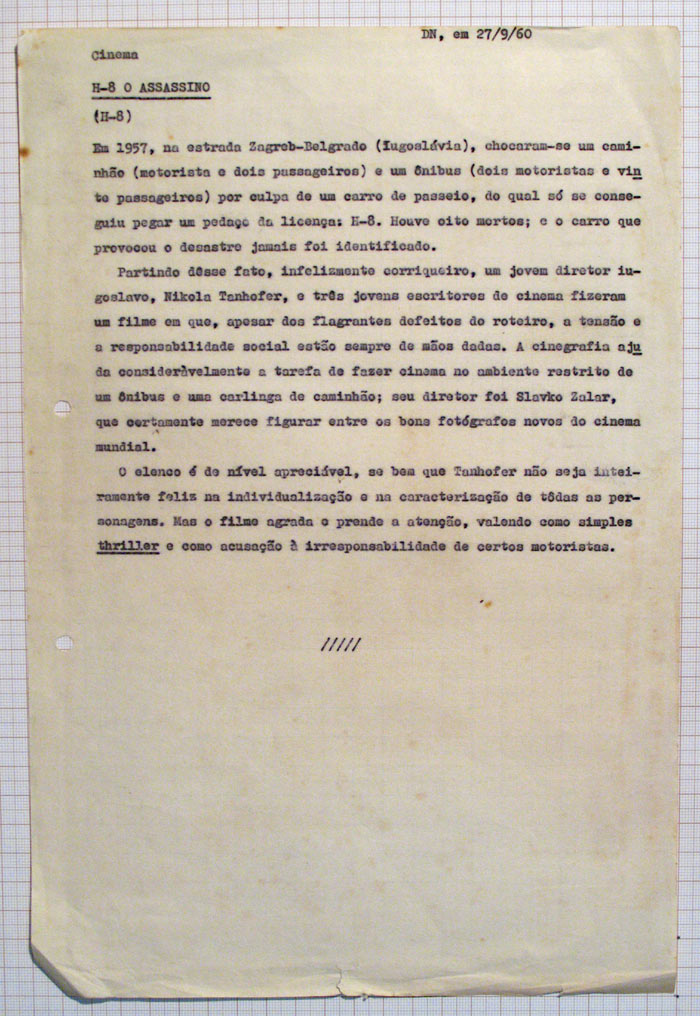 DN, em 27/9/60
Cinema
H-8 O ASSASSINO
(H-8)
Em 1957, na estrada Zagreb-Belgrado (Iugoslávia), chocaram-se um cami-
nhão (motorista e dois passageiros) e um ônibus (dois motoristas e vin
te passageiros) por culpa de um carro de passeio, do qual só se conse-
guiu pegar um pedaço da licença: H-8. Houve oito mortos; e o carro que
provocou o desastre jamais foi identificado.
Partindo dêsse fato, infelizmente corriqueiro, um jovem diretor iu-
goslavo, Nikola Tanhofer, e três jovens escritores de cinema fizeram
um filme em que, apesar dos flagrantes defeitos do roteiro, a tensão e
a responsabilidade social estão sempre de mãos dadas. A cinegrafia aju
da consideràvelmente a tarefa de fazer cinema no ambiente restrito de
um ônibus e uma carlinga de caminhão; seu diretor foi Slavko Zalar,
que certamente merece figurar entre os bons fotógrafos novos do cinema
mundial.
O elenco é de nível apreciável, se bem que Tanhofer não seja intei-
ramente feliz na individualização e na caracterização de tôdas as per-
sonagens. Mas o filme agrada e prende a atenção, valendo como simples
thriller e como acusação à irresponsabilidade de certos motoristas.
/////